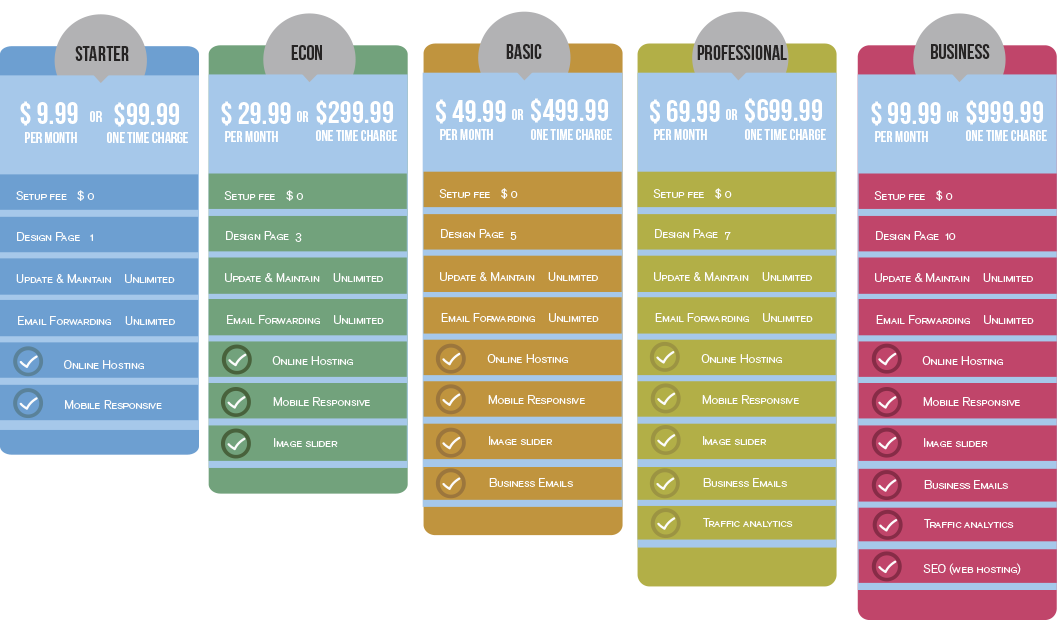 STARTER
$ 9.99 OR $99.99
PER MONTH ONE TIME CHARGE
Setup fee $ 0
Design Page 1
Update & Maintain Unlimited
Email Forwarding Unlimited
Online Hosting
Mobile Responsive
ECON
$ 29.99 OR $299.99
PER MONTH ONE TIME CHARGE
Setup fee $ 0
Design Page 3
Update & Maintain Unlimited
Email Forwarding Unlimited
Online Hosting
Mobile Responsive
Image slider
BASIC
$ 49.99 OR $499.99
PER MONTH ONE TIME CHARGE
Setup fee $ 0
Design Page 5
Update & Maintain Unlimited
Email Forwarding Unlimited
Online Hosting
Mobile Responsive
Image slider
Business Emails
PROFESSIONAL
$ 69.99 OR $699.99
PER MONTH ONE TIME CHARGE
Setup fee $ 0
Design Page 7
Update & Maintain Unlimited
Email Forwarding Unlimited
Online Hosting
Mobile Responsive
Image slider
Business Emails
Traffic analytics
BUSINESS
$ 99.99 OR $999.99
PER MONTH ONE TIME CHARGE
Setup fee $ 0
Design Page 10
Update & Maintain Unlimited
Email Forwarding Unlimited
Online Hosting
Mobile Responsive
Image slider
Business Emails
Traffic analytics
SEO (web hosting)